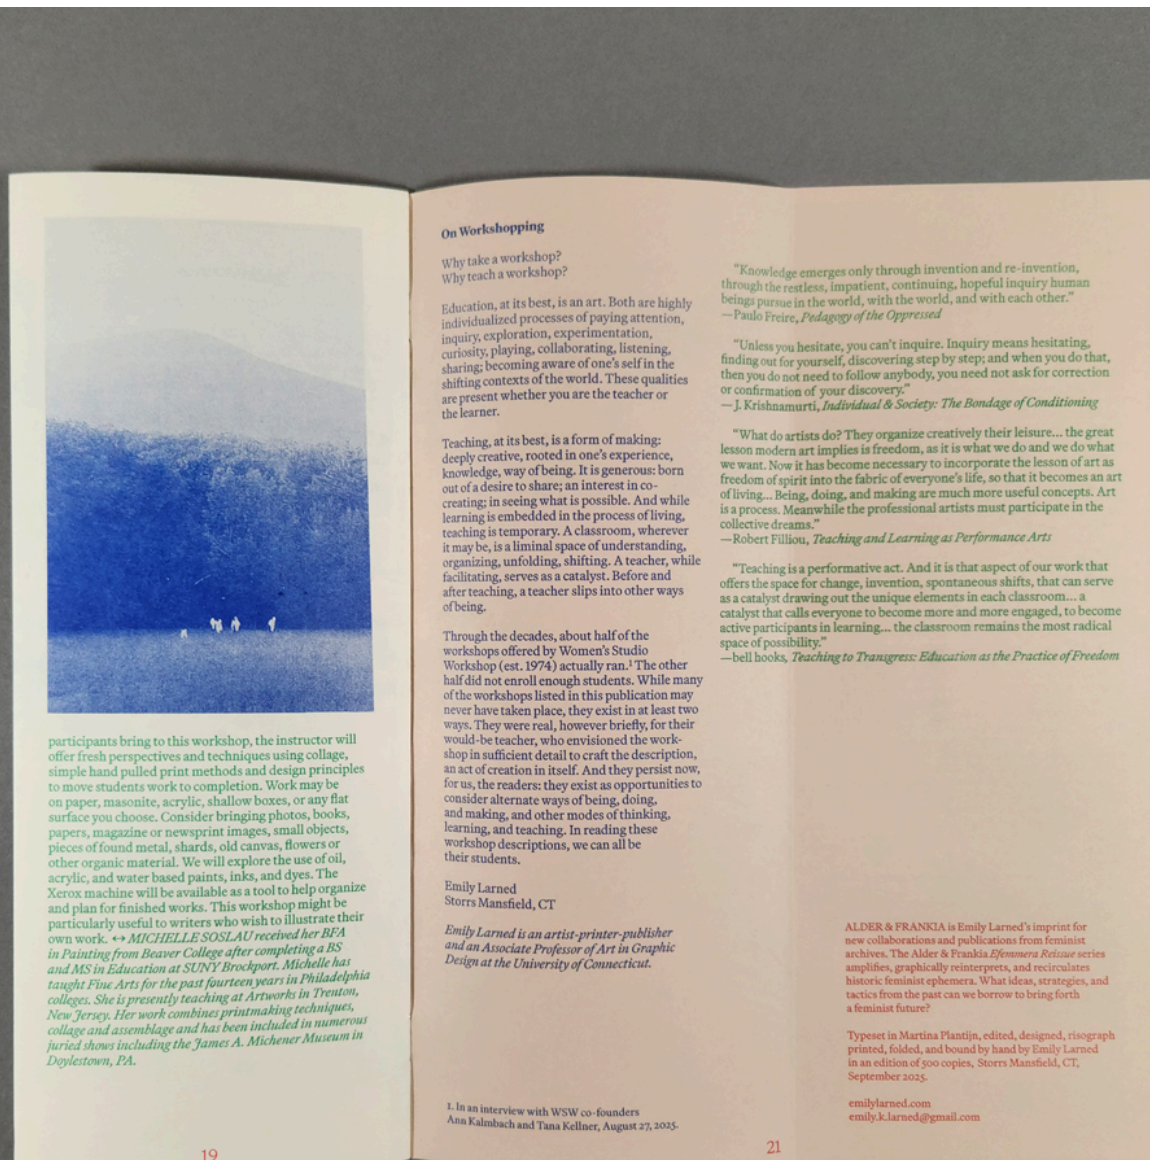 participants bring to this workshop, the instructor will
offer fresh perspectives and techniques using collage,
simple hand pulled print methods and design principles
to move students work to completion. Work may be
on paper, masonite, acrylic, shallow boxes, or any flat
surface you choose. Consider bringing photos, books,
papers, magazine or newsprint images, small objects,
pieces of found metal, shards, old canvas, flowers or
other organic material. We will explore the use of oil,
acrylic, and water based paints, inks, and dyes. The
Xerox machine will be available as a tool to help organize
and plan for finished works. This workshop might be
particularly useful to writers who wish to illustrate their
own work. ↔ MICHELLE SOSLAU received her BFA
in Painting from Beaver College after completing a BS
and MS in Education at SUNY Brockport. Michelle has
taught Fine Arts for the past fourteen years in Philadelphia
colleges. She is presently teaching at Artworks in Trenton,
New Jersey. Her work combines printmaking techniques,
collage and assemblage and has been included in numerous
juried shows including the James A. Michener Museum in
Doylestown, PA.
19
On Workshopping
Why take a workshop?
Why teach a workshop?
Education, at its best, is an art. Both are highly
individualized processes of paying attention,
inquiry, exploration, experimentation,
curiosity, playing, collaborating, listening,
sharing; becoming aware of one's self in the
shifting contexts of the world. These qualities
are present whether you are the teacher or
the learner.
Teaching, at its best, is a form of making:
deeply creative, rooted in one's experience,
knowledge, way of being. It is generous: born
out of a desire to share; an interest in co-
creating; in seeing what is possible. And while
learning is embedded in the process of living,
teaching is temporary. A classroom, wherever
it may be, is a liminal space of understanding,
organizing, unfolding, shifting. A teacher, while
facilitating, serves as a catalyst. Before and
after teaching, a teacher slips into other ways
of being.
Through the decades, about half of the
workshops offered by Women's Studio
Workshop (est. 1974) actually ran.¹ The other
half did not enroll enough students. While many
of the workshops listed in this publication may
never have taken place, they exist in at least two
ways. They were real, however briefly, for their
would-be teacher, who envisioned the work-
shop in sufficient detail to craft the description,
an act of creation in itself. And they persist now,
for us, the readers: they exist as opportunities to
consider alternate ways of being, doing,
and making, and other modes of thinking,
learning, and teaching. In reading these
workshop descriptions, we can all be
their students.
Emily Larned
Storrs Mansfield, CT
Emily Larned is an artist-printer-publisher
and an Associate Professor of Art in Graphic
Design at the University of Connecticut.
1. In an interview with WSW co-founders
Ann Kalmbach and Tana Kellner, August 27, 2025.
"Knowledge emerges only through invention and re-invention,
through the restless, impatient, continuing, hopeful inquiry human
beings pursue in the world, with the world, and with each other."
—Paulo Freire, Pedagogy of the Oppressed
"Unless you hesitate, you can't inquire. Inquiry means hesitating,
finding out for yourself, discovering step by step; and when you do that,
then you do not need to follow anybody, you need not ask for correction
or confirmation of your discovery."
—J. Krishnamurti, Individual & Society: The Bondage of Conditioning
"What do artists do? They organize creatively their leisure... the great
lesson modern art implies is freedom, as it is what we do and we do what
we want. Now it has become necessary to incorporate the lesson of art as
freedom of spirit into the fabric of everyone's life, so that it becomes an art
of living... Being, doing, and making are much more useful concepts. Art
is a process. Meanwhile the professional artists must participate in the
collective dreams."
—Robert Filliou, Teaching and Learning as Performance Arts
"Teaching is a performative act. And it is that aspect of our work that
offers the space for change, invention, spontaneous shifts, that can serve
as a catalyst drawing out the unique elements in each classroom... a
catalyst that calls everyone to become more and more engaged, to become
active participants in learning... the classroom remains the most radical
space of possibility."
—bell hooks, Teaching to Transgress: Education as the Practice of Freedom
ALDER & FRANKIA is Emily Larned's imprint for
new collaborations and publications from feminist
archives. The Alder & Frankia Efemmera Reissue series
amplifies, graphically reinterprets, and recirculates
historic feminist ephemera. What ideas, strategies, and
tactics from the past can we borrow to bring forth
a feminist future?
Typeset in Martina Plantijn, edited, designed, risograph
printed, folded, and bound by hand by Emily Larned
in an edition of 500 copies, Storrs Mansfield, CT,
September 2025.
emilylarned.com
emily.k.larned@gmail.com
21